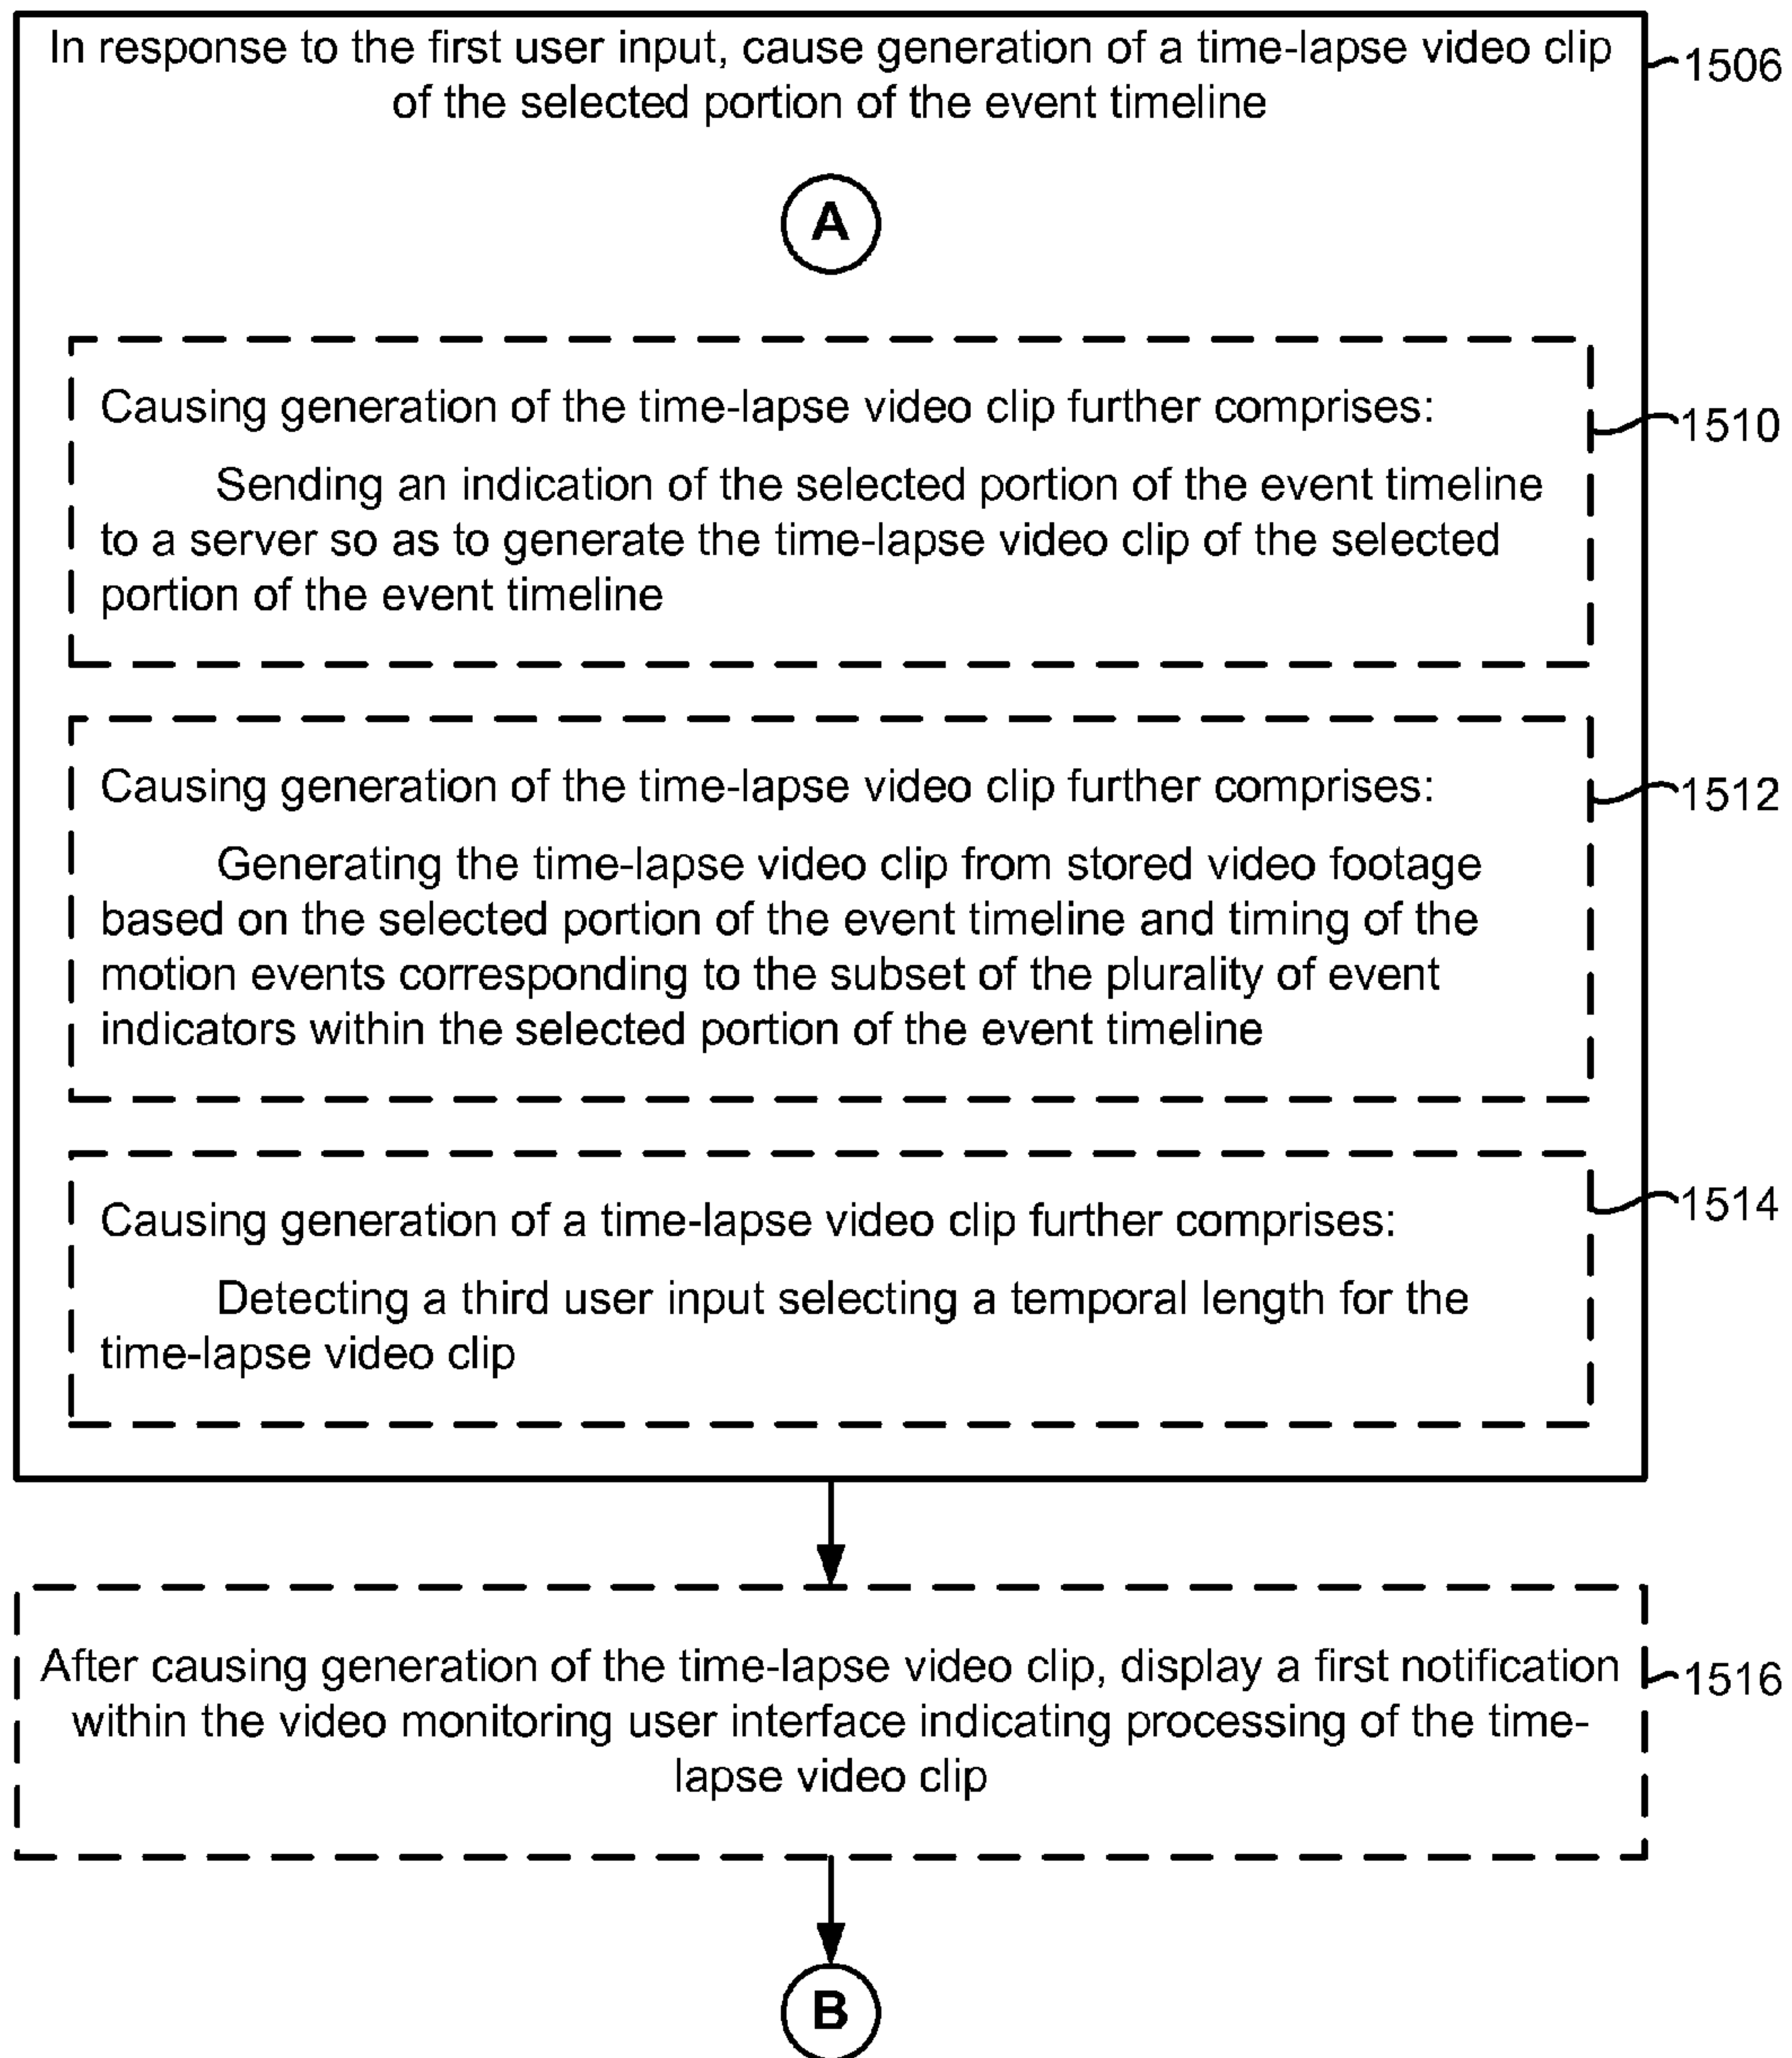 In response to the first user input, cause generation of a time-lapse video clip
of the selected portion of the event timeline
1506
A
Causing generation of the time-lapse video clip further comprises:
1510
Sending an indication of the selected portion of the event timeline
to a server so as to generate the time-lapse video clip of the selected
portion of the event timeline
Causing generation of the time-lapse video clip further comprises:
1512
Generating the time-lapse video clip from stored video footage
based on the selected portion of the event timeline and timing of the
motion events corresponding to the subset of the plurality of event
indicators within the selected portion of the event timeline
Causing generation of a time-lapse video clip further comprises:
1514
Detecting a third user input selecting a temporal length for the
time-lapse video clip
After causing generation of the time-lapse video clip, display a first notification
1516
within the video monitoring user interface indicating processing of the time-
lapse video clip
B